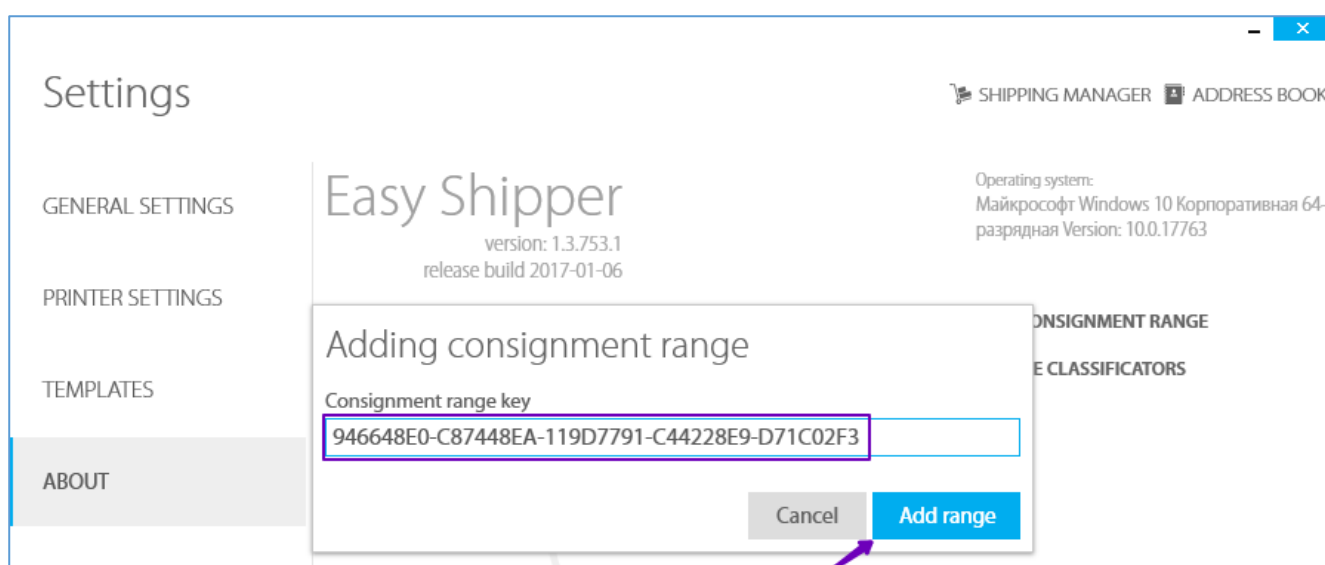 Settings
SHIPPING MANAGER ADDRESS BOOK
GENERAL SETTINGS
PRINTER SETTINGS
TEMPLATES
ABOUT
Easy Shipper
version: 1.3.753.1
release build 2017-01-06
Operating system:
Майкрософт Windows 10 Корпоративная 64-
разрядная Version: 10.0.17763
ONSIGNMENT RANGE
E CLASSIFICATORS
Adding consignment range
Consignment range key
946648E0-C87448EA-119D7791-C44228E9-D71C02F3
Cancel Add range